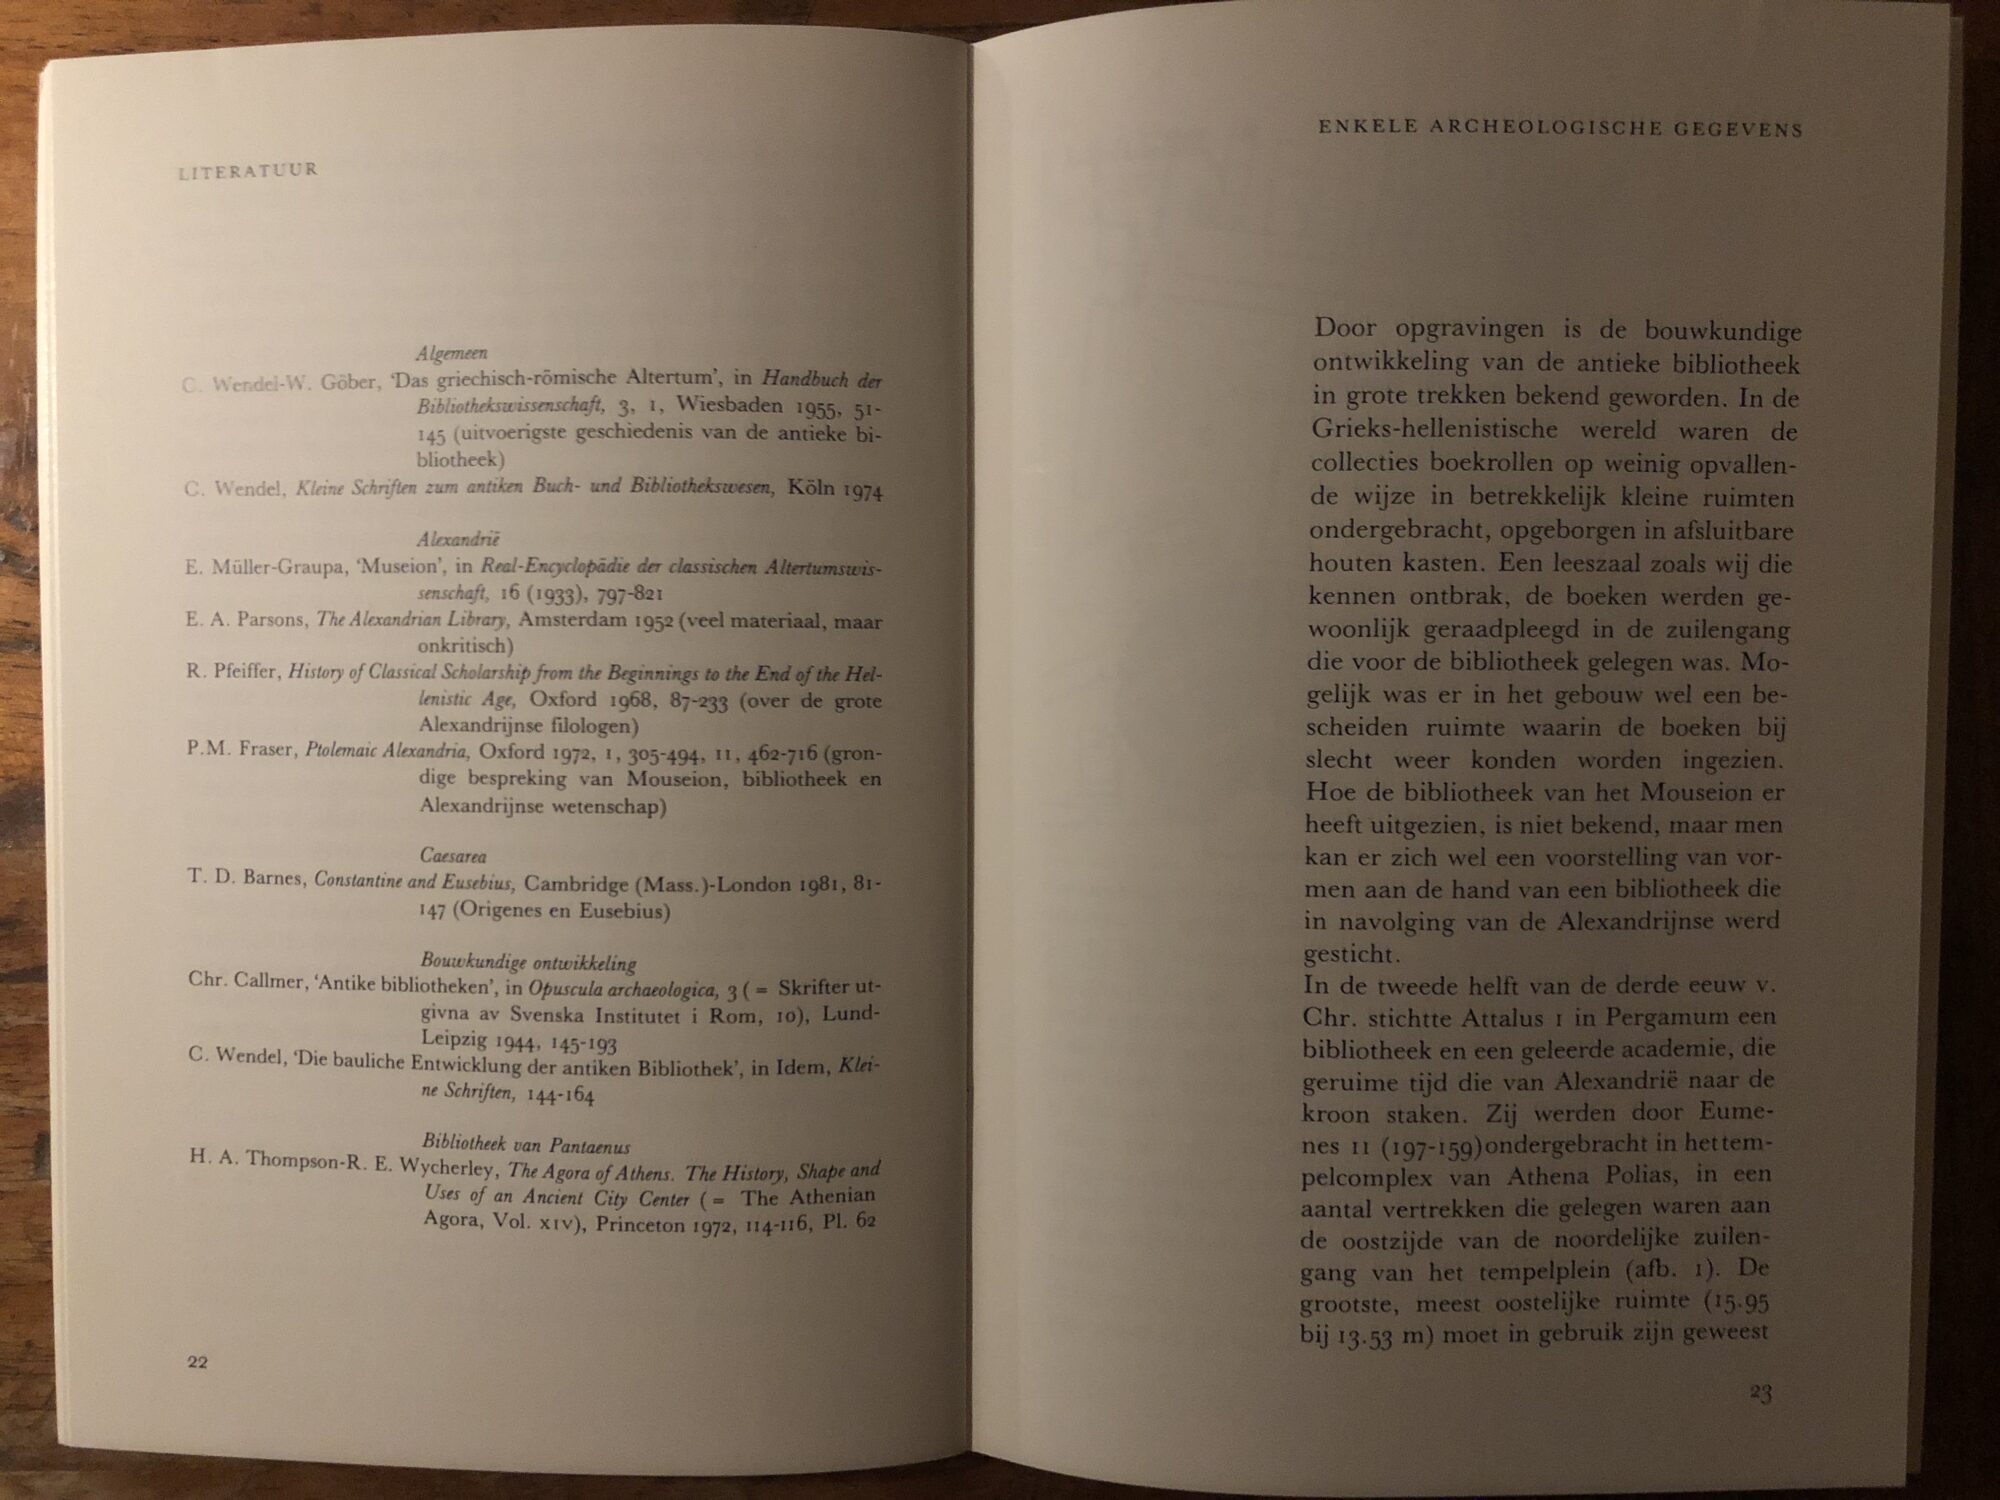 LITERATUUR
Algemeen
C. Wendel-W. Göber, ‘Das griechisch-römische Altertum’, in Handbuch der
Bibliothekswissenschaft, 3, 1, Wiesbaden 1955, 51-
145 (uitvoerigste geschiedenis van de antieke bi-
bliotheek)
C. Wendel, Kleine Schriften zum antiken Buch- und Bibliothekswesen, Köln 1974
Alexandrië
E. Müller-Graupa, ‘Museion’, in Real-Encyclopädie der classischen Altertumswis-
senschaft, 16 (1933), 797-821
E. A. Parsons, The Alexandrian Library, Amsterdam 1952 (veel materiaal, maar
onkritisch)
R. Pfeiffer, History of Classical Scholarship from the Beginnings to the End of the Hel-
lenistic Age, Oxford 1968, 87-233 (over de grote
Alexandrijnse filologen)
P.M. Fraser, Ptolemaic Alexandria, Oxford 1972, I, 305-494, II, 462-716 (gron-
dige bespreking van Mouseion, bibliotheek en
Alexandrijnse wetenschap)
Caesarea
T. D. Barnes, Constantine and Eusebius, Cambridge (Mass.)-London 1981, 81-
147 (Origenes en Eusebius)
Bouwkundige ontwikkeling
Chr. Callmer, ‘Antike bibliotheken’, in Opuscula archaeologica, 3 (= Skrifter ut-
givna av Svenska Institutet i Rom, 10), Lund-
Leipzig 1944, 145-193
C. Wendel, ‘Die bauliche Entwicklung der antiken Bibliothek’, in Idem, Klei-
ne Schriften, 144-164
Bibliotheek van Pantaenus
H. A. Thompson-R. E. Wycherley, The Agora of Athens. The History, Shape and
Uses of an Ancient City Center (= The Athenian
Agora, Vol. XIV), Princeton 1972, 114-116, Pl. 62
22
ENKELE ARCHEOLOGISCHE GEGEVENS
Door opgravingen is de bouwkundige
ontwikkeling van de antieke bibliotheek
in grote trekken bekend geworden. In de
Grieks-hellenistische wereld waren de
collecties boekrollen op weinig opvallen-
de wijze in betrekkelijk kleine ruimten
ondergebracht, opgeborgen in afsluitbare
houten kasten. Een leeszaal zoals wij die
kennen ontbrak, de boeken werden ge-
woonlijk geraadpleegd in de zuilengang
die voor de bibliotheek gelegen was. Mo-
gelijk was er in het gebouw wel een be-
scheiden ruimte waarin de boeken bij
slecht weer konden worden ingezien.
Hoe de bibliotheek van het Mouseion er
heeft uitgezien, is niet bekend, maar men
kan er zich wel een voorstelling van vor-
men aan de hand van een bibliotheek die
in navolging van de Alexandrijnse werd
gesticht.
In de tweede helft van de derde eeuw v.
Chr. stichtte Attalus I in Pergamum een
bibliotheek en een geleerde academie, die
geruime tijd die van Alexandrië naar de
kroon staken. Zij werden door Eume-
nes II (197-159) ondergebracht in het tem-
pelcomplex van Athena Polias, in een
aantal vertrekken die gelegen waren aan
de oostzijde van de noordelijke zuilen-
gang van het tempelplein (afb. 1). De
grootste, meest oostelijke ruimte (15.95
bij 13.53 m) moet in gebruik zijn geweest
23